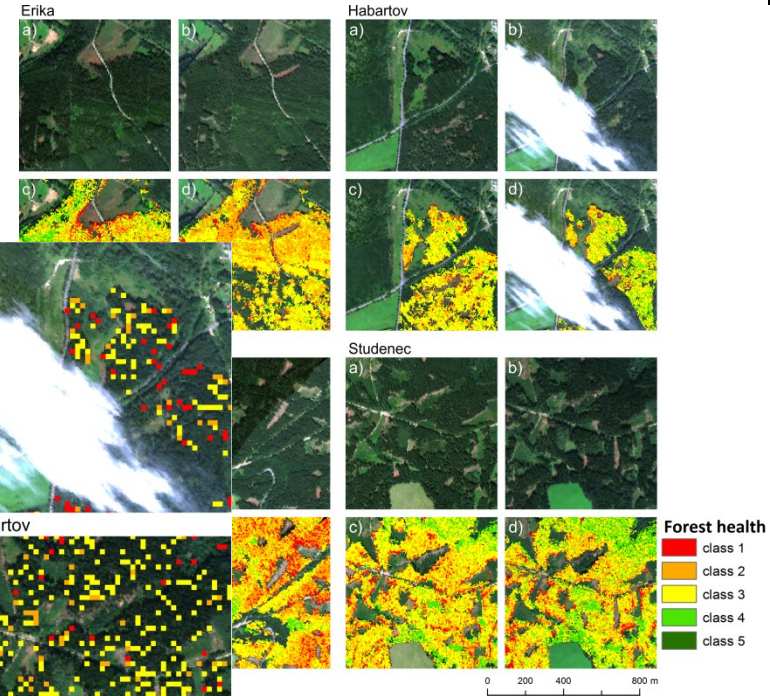 Erika
Habartov
a)
b)
a)
b)
c)
d)
c)
d)
Studenec
a)
b)
rtov
c)
d)
Forest health
class 1
class 2
class 3
class 4
class 5
0 200 400 800 m